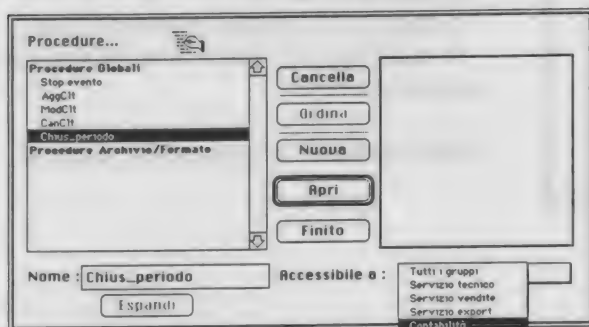 Procedure...
Procedure Globali
Stop evento
AggClt
ModClt
CanClt
Chius_periodo
Procedure Archivio/Formato
Cancella
Ordina
Nuova
Apri
Finito
Nome : Chius_periodo
Espandi
Accessibile a :
Tutti i gruppi
Servizio tecnico
Servizio vendite
Servizio export
Contabilità